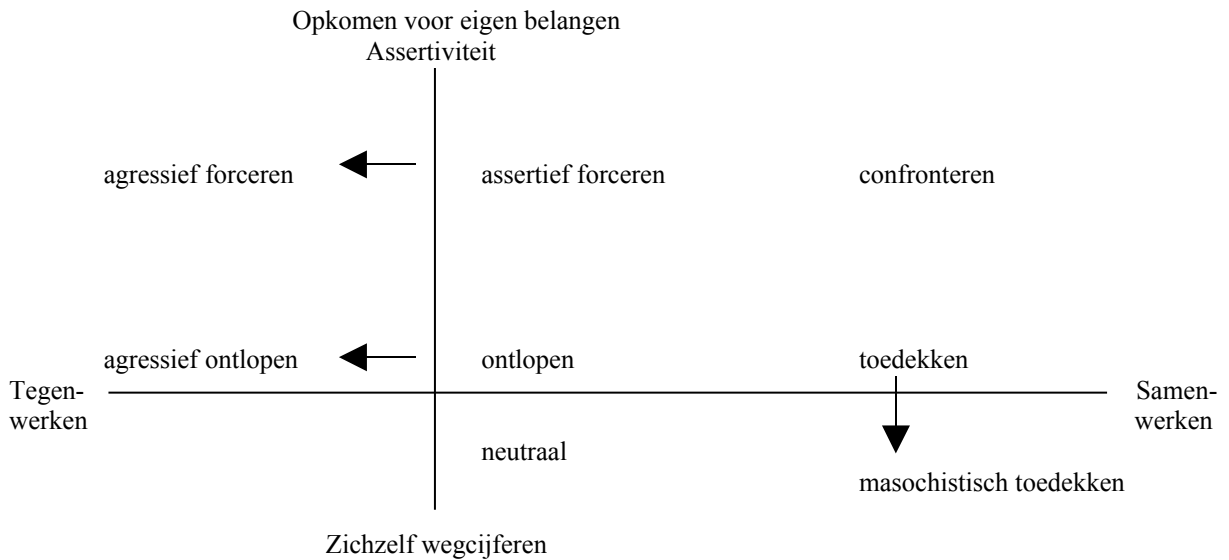 Opkomen voor eigen belangen
Assertiviteit
agressief forceren
assertief forceren
confronteren
agressief ontlopen
ontlopen
toedekken
Tegen-
werken
Samen-
werken
neutraal
masochistisch toedekken
Zichzelf wegcijferen